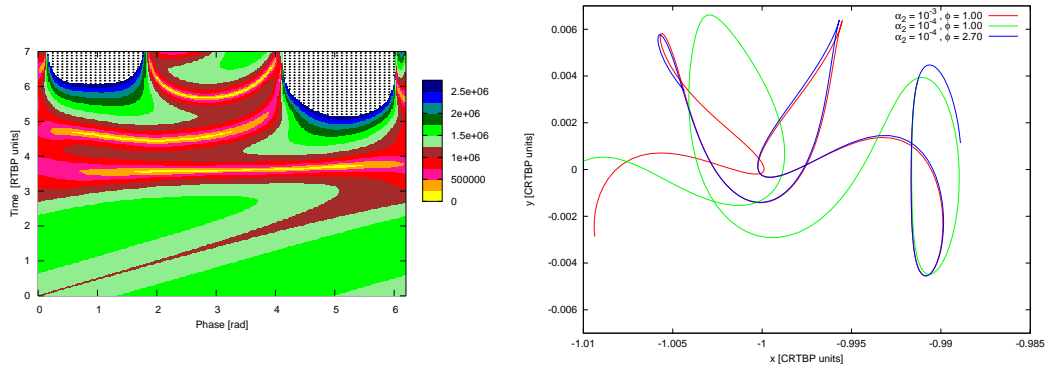 7
6
5
4
3
2
1
0
Time [RTBP units]
0 1 2 3 4 5 6
Phase [rad]
2.5e+06
2e+06
1.5e+06
1e+06
500000
0
α₂ = 10⁻³ , ϕ = 1.00
α₂ = 10⁻⁴ , ϕ = 1.00
α₂ = 10⁻⁴ , ϕ = 2.70
0.006
0.004
0.002
0
-0.002
-0.004
-0.006
y [CRTBP units]
-1.01 -1.005 -1 -0.995 -0.99 -0.985
x [CRTBP units]